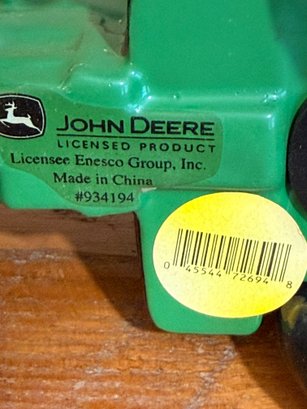 JOHN DEERE
LICENSED PRODUCT
Licensee Enesco Group, Inc.
Made in China
#934194
0 45544 72694 8